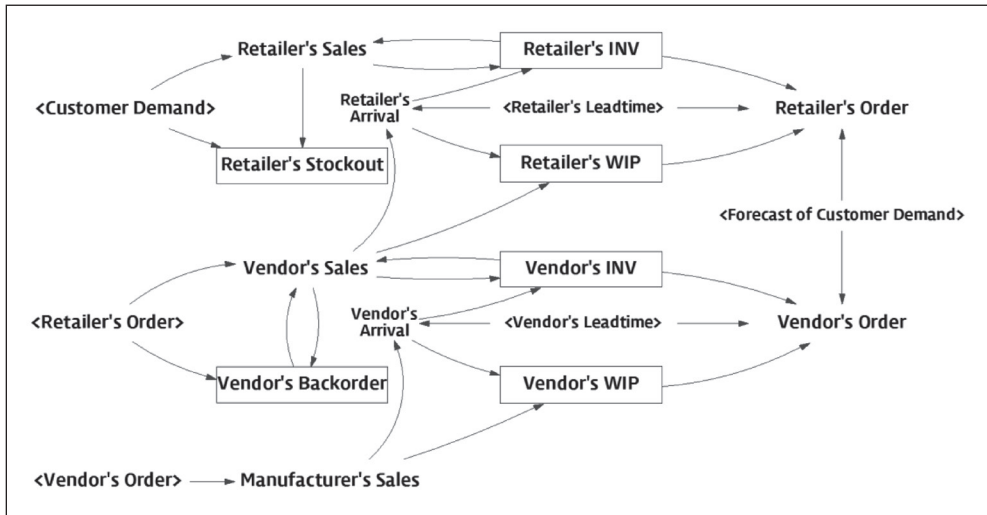 Retailer's Sales
Retailer's INV
<Customer Demand>
Retailer's
Arrival
<Retailer's Leadtime>
Retailer's Order
Retailer's Stockout
Retailer's WIP
<Forecast of Customer Demand>
Vendor's Sales
Vendor's INV
<Retailer's Order>
Vendor's
Arrival
<Vendor's Leadtime>
Vendor's Order
Vendor's Backorder
Vendor's WIP
<Vendor's Order>
Manufacturer's Sales